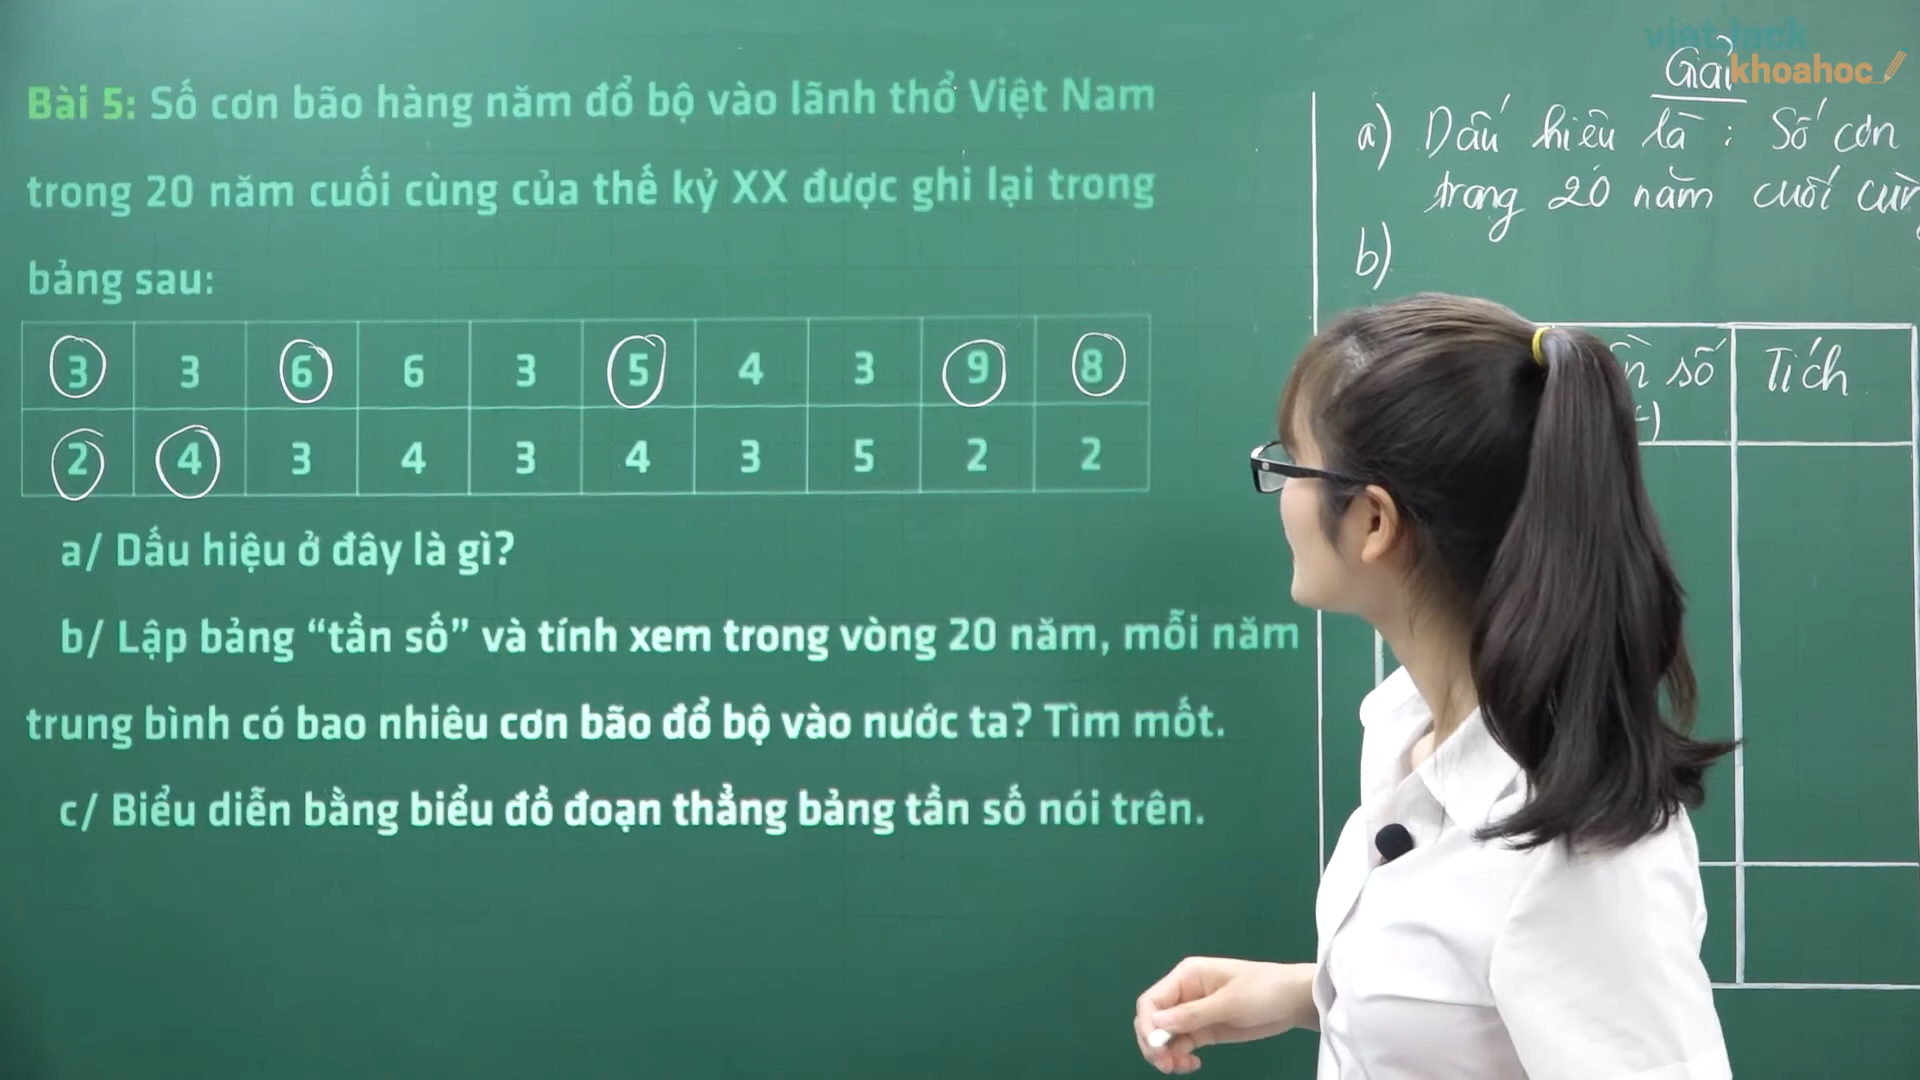 vietjack
khoahoc
Bài 5: Số cơn bão hàng năm đổ bộ vào lãnh thổ Việt Nam
trong 20 năm cuối cùng của thế kỷ XX được ghi lại trong
bảng sau:
3 3 6 6 3 5 4 3 9 8
2 4 3 4 3 4 3 5 2 2
a/ Dấu hiệu ở đây là gì?
b/ Lập bảng “tần số” và tính xem trong vòng 20 năm, mỗi năm
trung bình có bao nhiêu cơn bão đổ bộ vào nước ta? Tìm mốt.
c/ Biểu diễn bằng biểu đồ đoạn thẳng bảng tần số nói trên.
Giải
a) Dấu hiệu là : Số cơn
trong 20 năm cuối
b)
số Tích